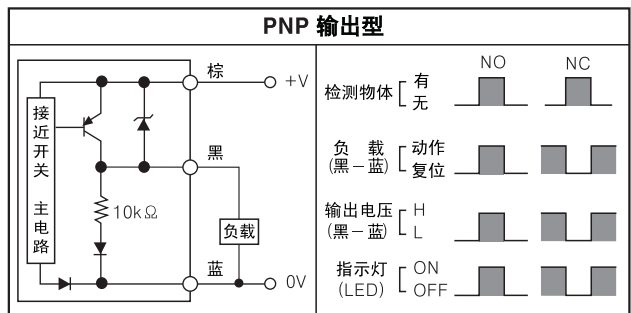 PNP 输出型
棕
+V
接近开关 主电路
黑
10kΩ
负载
蓝
0V
NO NC
检测物体 有
无
负 载 动作
(黑－蓝) 复位
输出电压 H
(黑－蓝) L
指示灯 ON
(LED) OFF